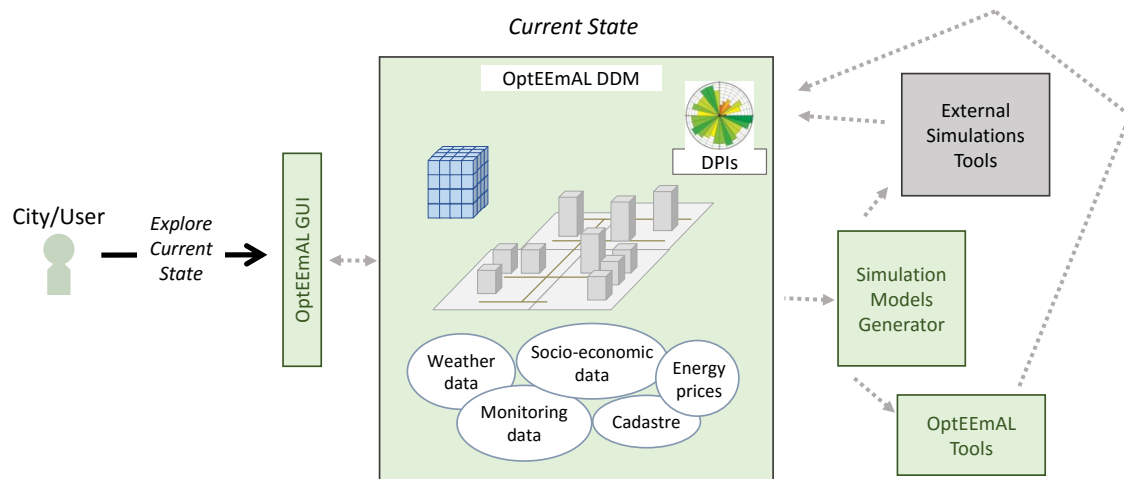 Current State
OptEEmAL DDM
DPIs
City/User
Explore
Current
State
OptEEmAL GUI
External
Simulations
Tools
Simulation
Models
Generator
OptEEmAL
Tools
Weather
data
Socio-economic
data
Energy
prices
Monitoring
data
Cadastre